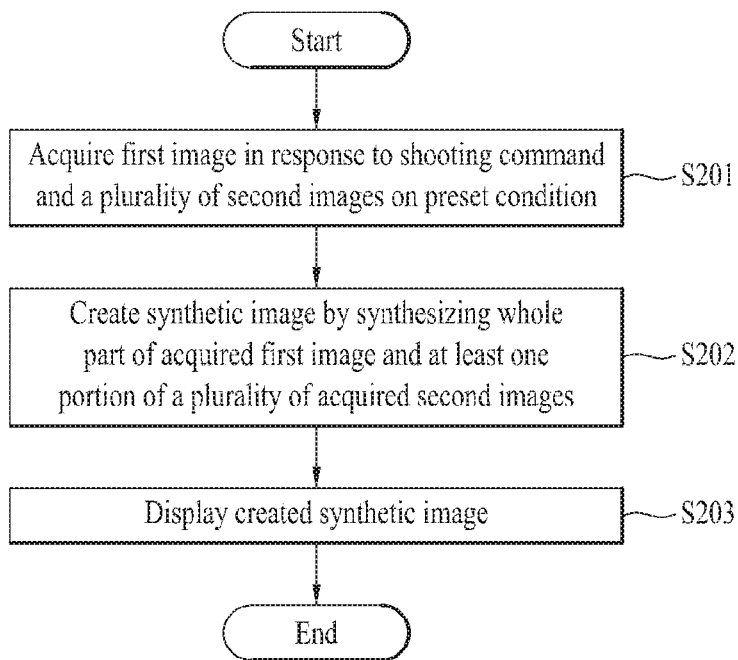 Start
Acquire first image in response to shooting command
and a plurality of second images on preset condition
S201
Create synthetic image by synthesizing whole
part of acquired first image and at least one
portion of a plurality of acquired second images
S202
Display created synthetic image
S203
End